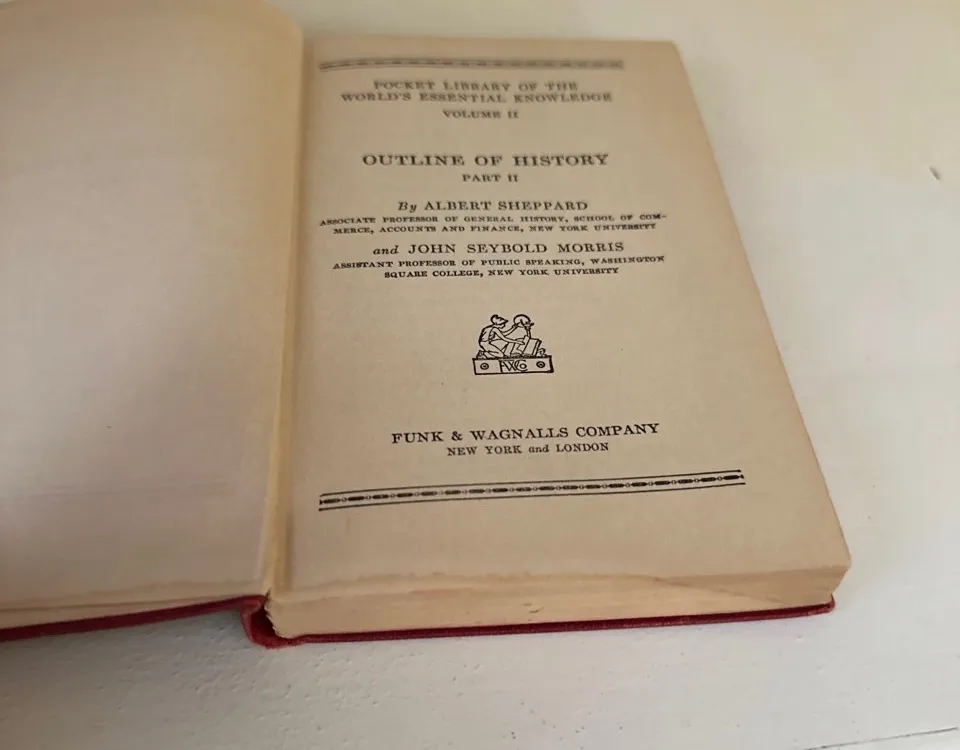 POCKET LIBRARY OF THE
WORLD'S ESSENTIAL KNOWLEDGE
VOLUME II
OUTLINE OF HISTORY
PART II
By ALBERT SHEPPARD
ASSOCIATE PROFESSOR OF GENERAL HISTORY, SCHOOL OF COM-
MERCE, ACCOUNTS AND FINANCE, NEW YORK UNIVERSITY
and JOHN SEYBOLD MORRIS
ASSISTANT PROFESSOR OF PUBLIC SPEAKING, WASHINGTON
SQUARE COLLEGE, NEW YORK UNIVERSITY
FWCo
FUNK & WAGNALLS COMPANY
NEW YORK and LONDON